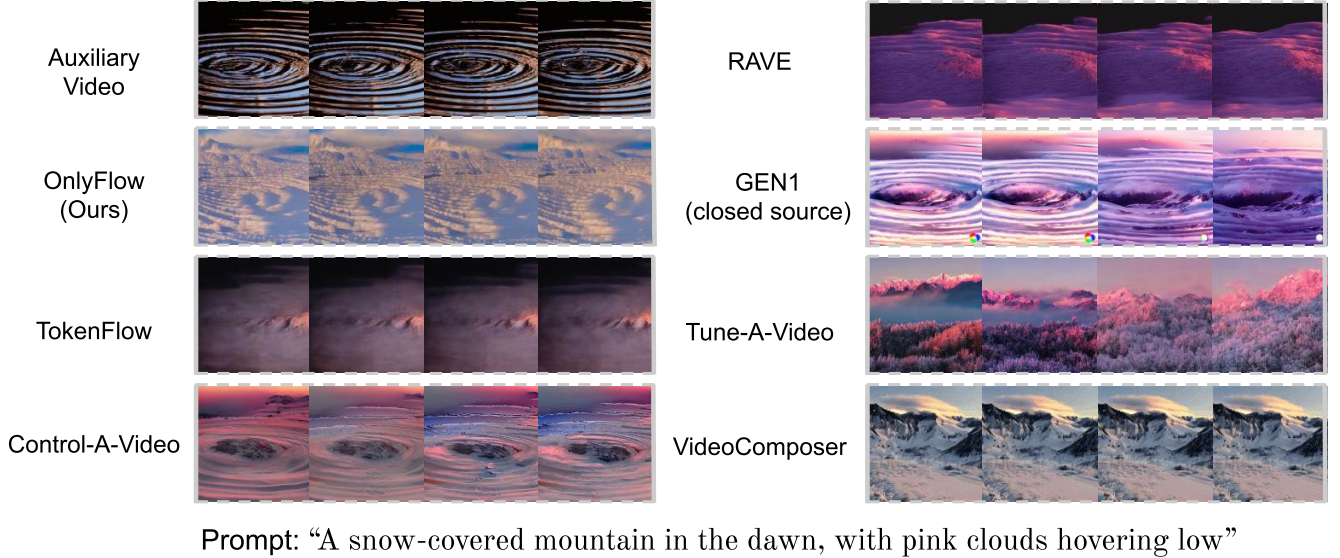 Auxiliary
Video
RAVE
OnlyFlow
(Ours)
GEN1
(closed source)
TokenFlow
Tune-A-Video
Control-A-Video
VideoComposer
Prompt: “A snow-covered mountain in the dawn, with pink clouds hovering low”